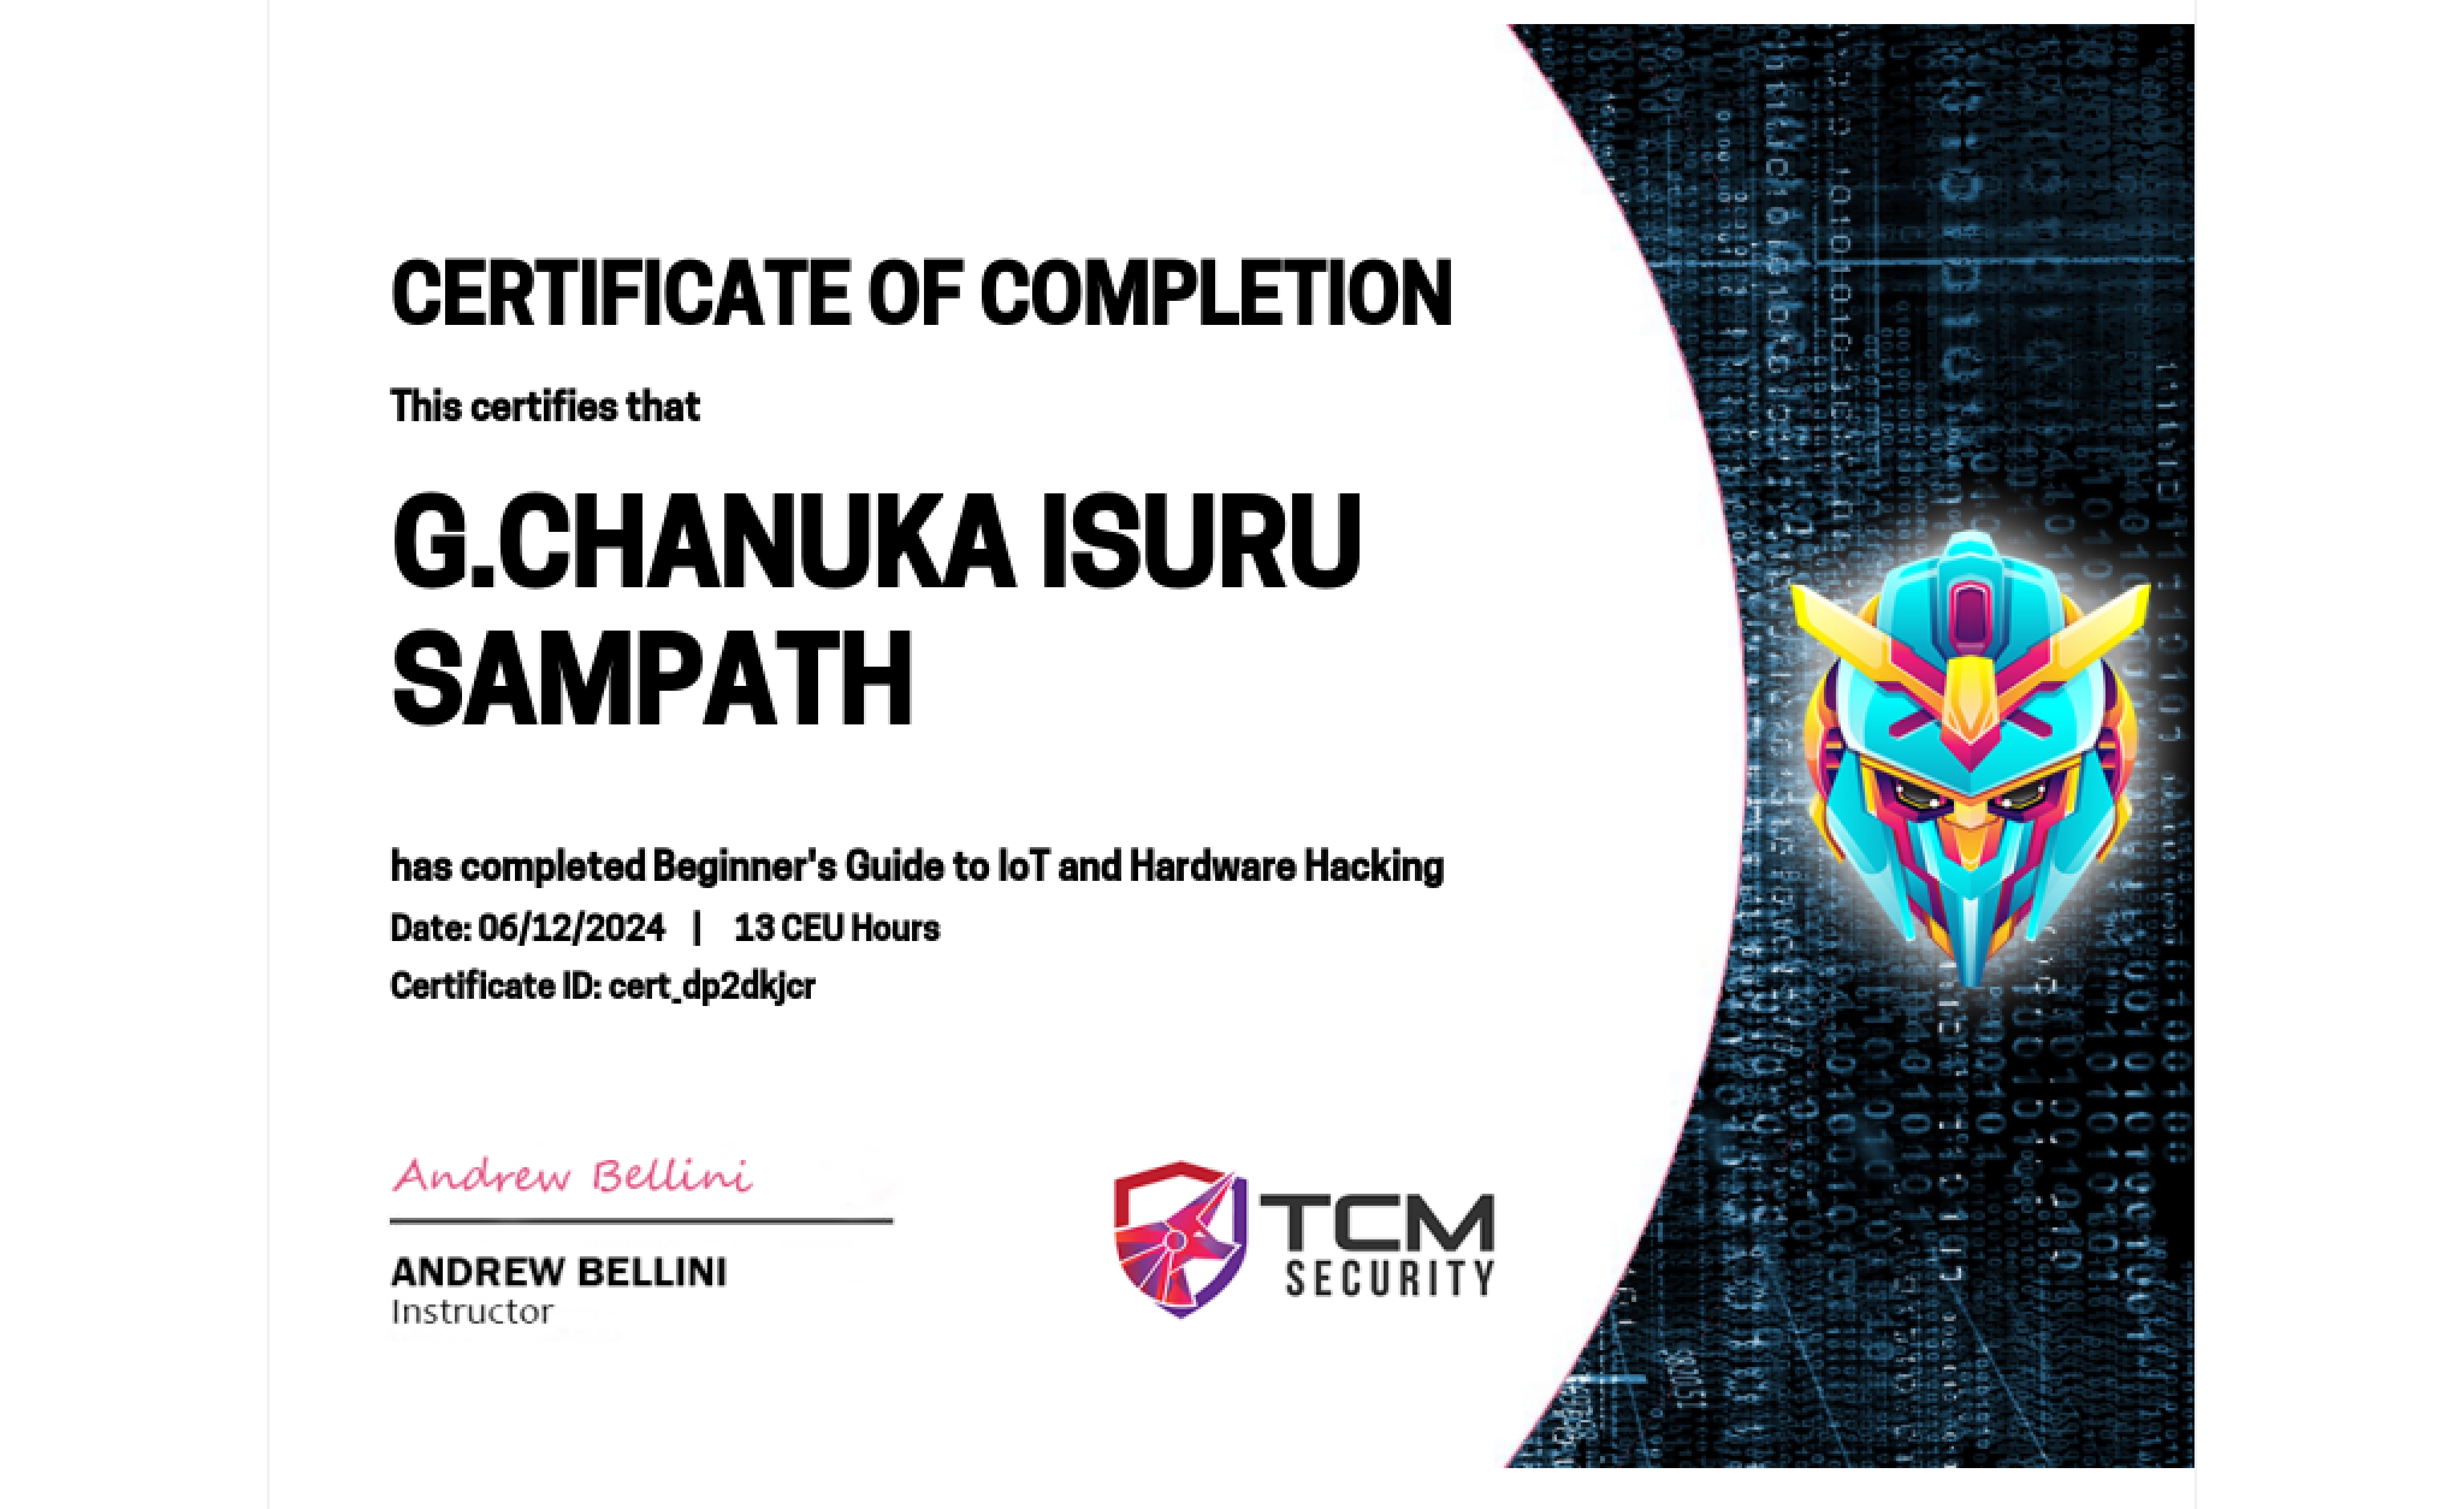 CERTIFICATE OF COMPLETION
This certifies that
G.CHANUKA ISURU
SAMPATH
has completed Beginner's Guide to IoT and Hardware Hacking
Date: 06/12/2024 | 13 CEU Hours
Certificate ID: cert_dp2dkjcr
Andrew Bellini
ANDREW BELLINI
Instructor
TCM
SECURITY